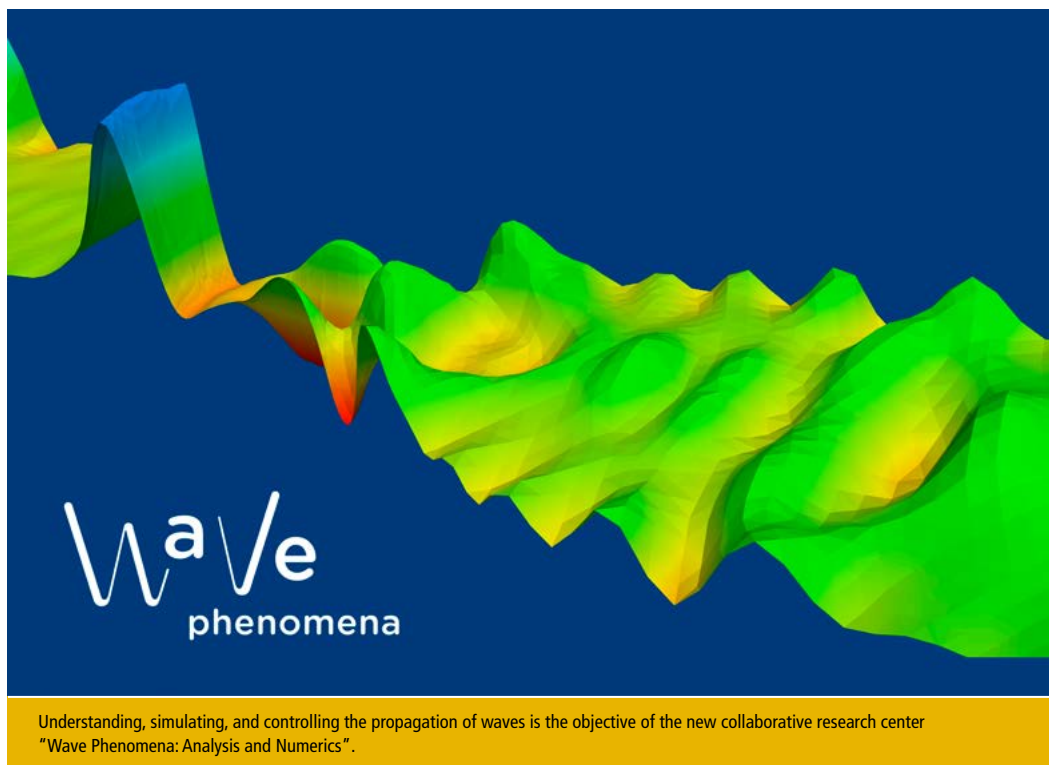 Wave
phenomena
Understanding, simulating, and controlling the propagation of waves is the objective of the new collaborative research center
“Wave Phenomena: Analysis and Numerics”.